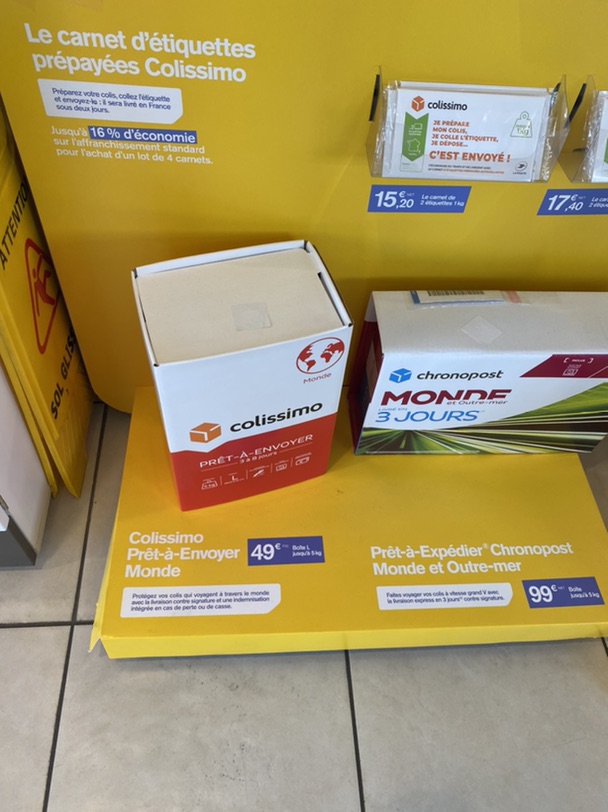 Le carnet d'étiquettes
prépayées Colissimo
Préparez votre colis, collez l'étiquette
et envoyez-le : il sera livré en France
sous deux jours.
Jusqu'à 16 % d'économie
sur l'affranchissement standard
pour l'achat d'un lot de 4 carnets.
colissimo
JE PRÉPARE
MON COLIS,
JE COLLE L'ÉTIQUETTE,
JE DÉPOSE...
C'EST ENVOYÉ !
1KG
15,20 €
Le carnet de
2 étiquettes 1 kg
17,40 €
ATTENTIO
SOL GLIS
Monde
colissimo
PRÊT-À-ENVOYER
3 à 8 jours
L
chronopost
MONDE
et Outre-mer
3 JOURS
Colissimo
Prêt-à-Envoyer
Monde
49 €
Boîte L
jusqu'à 5 kg
Protégez vos colis qui voyagent à travers le monde
avec la livraison contre signature et une indemnisation
intégrée en cas de perte ou de casse.
Prêt-à-Expédier® Chronopost
Monde et Outre-mer
99 €
Boîte
jusqu'à 5 kg
Faites voyager vos colis à vitesse grand V avec
la livraison express en 3 jours contre signature.